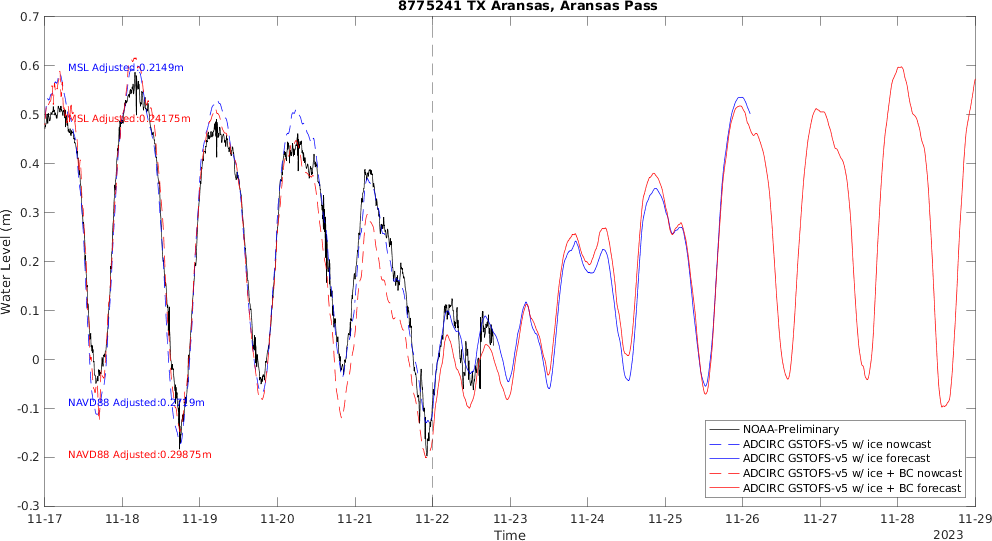 8775241 TX Aransas, Aransas Pass
0.7
0.6
0.5
0.4
0.3
0.2
0.1
0
-0.1
-0.2
-0.3
Water Level (m)
MSL Adjusted:0.2149m
MSL Adjusted:0.24175m
NAVD88 Adjusted:0.2719m
NAVD88 Adjusted:0.29875m
NOAA-Preliminary
ADCIRC GSTOFS-v5 w/ ice nowcast
ADCIRC GSTOFS-v5 w/ ice forecast
ADCIRC GSTOFS-v5 w/ ice + BC nowcast
ADCIRC GSTOFS-v5 w/ ice + BC forecast
11-17 11-18 11-19 11-20 11-21 11-22 11-23 11-24 11-25 11-26 11-27 11-28 11-29
Time
2023